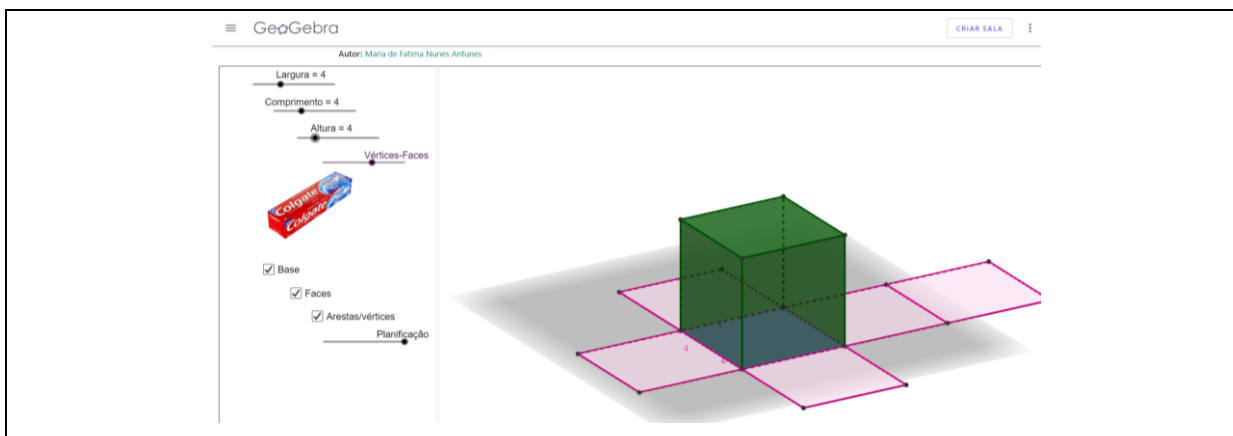 GeoGebra
CRIAR SALA
Autor: Maria de Fatima Nunes Antunes
Largura = 4
Comprimento = 4
Altura = 4
Vértices-Faces
Colgate
Colgate
Base
Faces
Arestas/vértices
Planificação
4
4